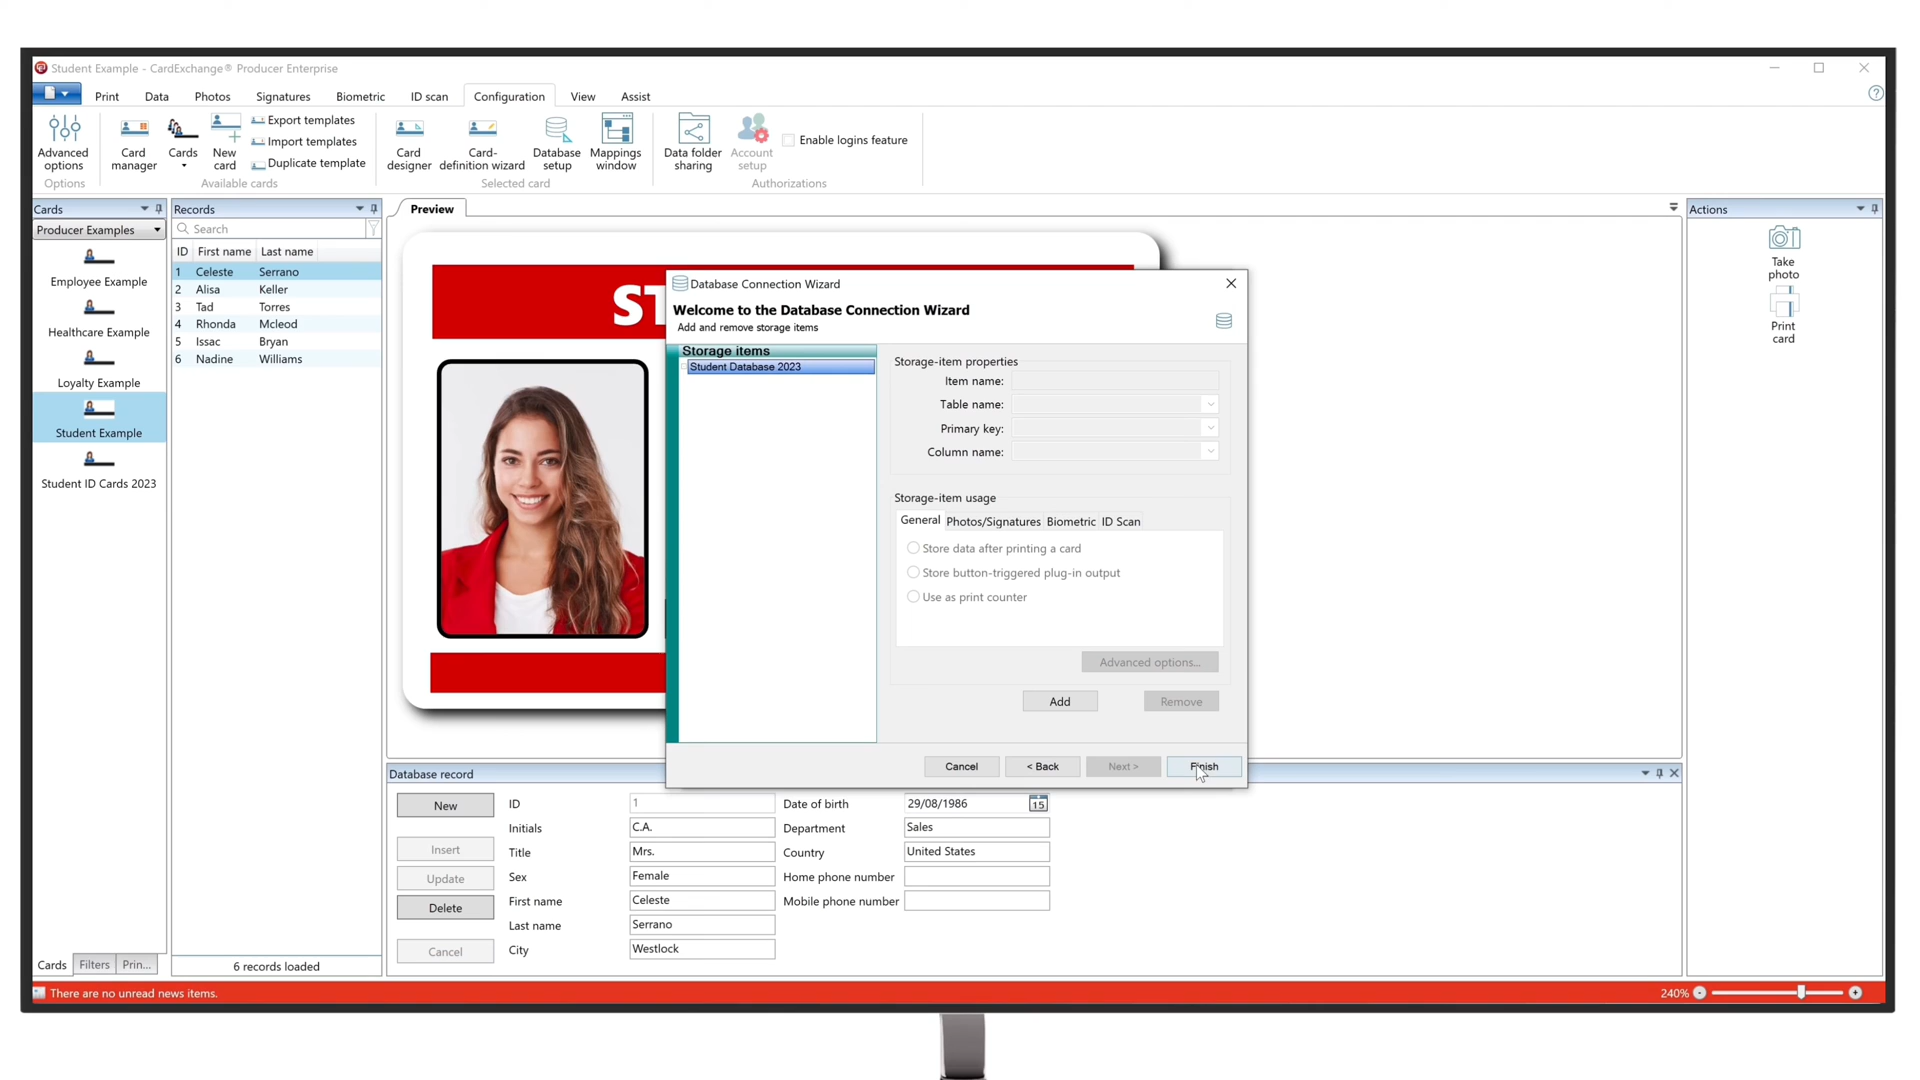 Student Example - CardExchange® Producer Enterprise
Print Data Photos Signatures Biometric ID scan Configuration View Assist
Advanced options
Options
Card manager
Cards
New card
Export templates
Import templates
Duplicate template
Available cards
Card designer
Card-definition wizard
Database setup
Mappings window
Selected card
Data folder sharing
Account setup
Enable logins feature
Authorizations
Cards
Producer Examples
Employee Example
Healthcare Example
Loyalty Example
Student Example
Student ID Cards 2023
Cards Filters Prin...
Records
Search
ID First name Last name
1 Celeste Serrano
2 Alisa Keller
3 Tad Torres
4 Rhonda Mcleod
5 Issac Bryan
6 Nadine Williams
6 records loaded
Preview
ST
Database Connection Wizard
Welcome to the Database Connection Wizard
Add and remove storage items
Storage items
Student Database 2023
Storage-item properties
Item name:
Table name:
Primary key:
Column name:
Storage-item usage
General Photos/Signatures Biometric ID Scan
Store data after printing a card
Store button-triggered plug-in output
Use as print counter
Advanced options...
Add Remove
Cancel < Back Next > Finish
Actions
Take photo
Print card
Database record
New
Insert
Update
Delete
Cancel
ID 1
Initials C.A.
Title Mrs.
Sex Female
First name Celeste
Last name Serrano
City Westlock
Date of birth 29/08/1986 15
Department Sales
Country United States
Home phone number
Mobile phone number
There are no unread news items.
240%